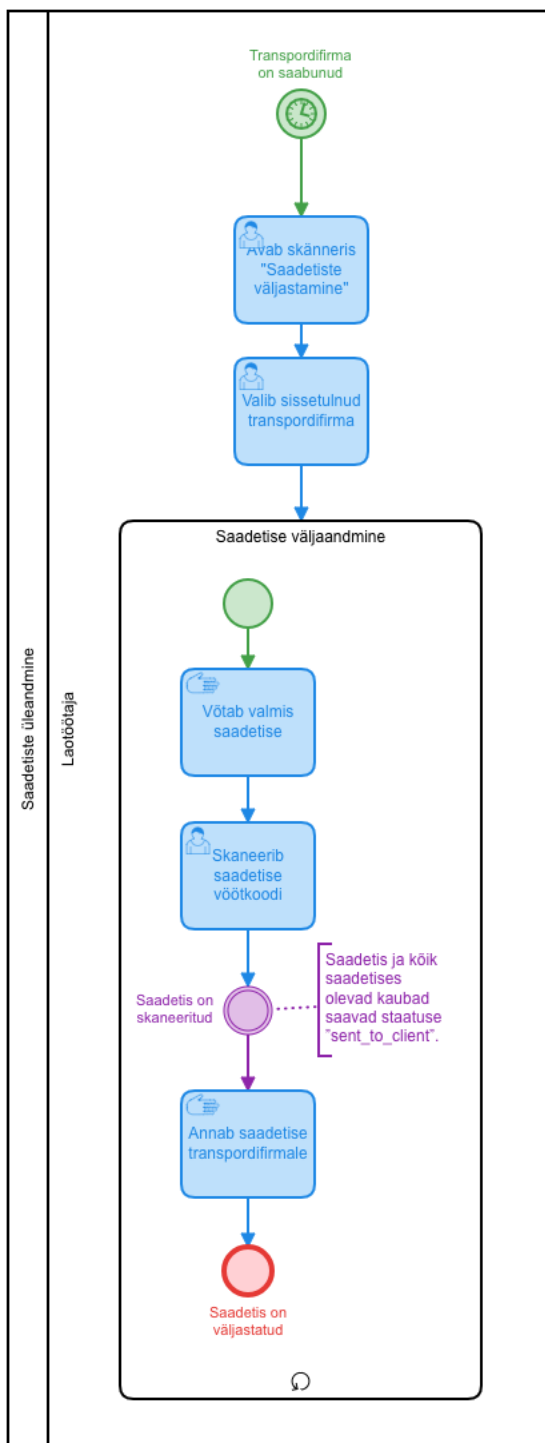 Transpordifirma
on saabunud
Avab skänneris
"Saadetiste
väljastamine"
Valib sissetulnud
transpordifirma
Saadetise väljaandmine
Võtab valmis
saadetise
Skaneerib
saadetise
vöötkoodi
Saadetis on
skaneeritud
Saadetis ja kõik
saadetises
olevad kaubad
saavad staatuse
"sent_to_client".
Annab saadetise
transpordifirmale
Saadetis on
väljastatud
Saadetiste üleandmine
Laotöötaja